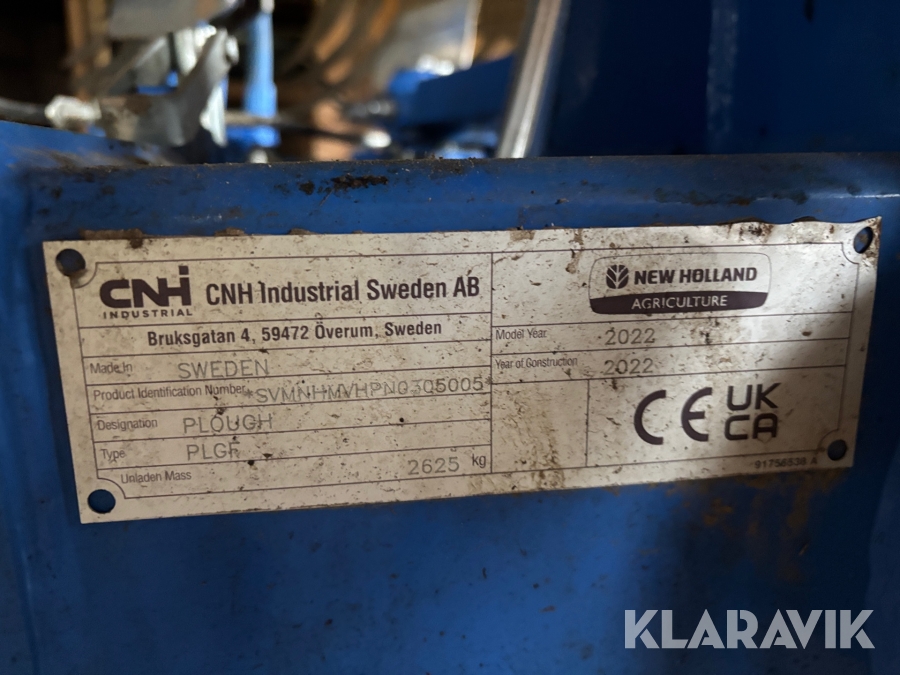 CNH INDUSTRIAL
CNH Industrial Sweden AB
Bruksgatan 4, 59472 Överum, Sweden
Made In SWEDEN
Product Identification Number *SVMNHMVHPN0305005*
Designation PLOUGH
Type PLGF
Unladen Mass 2625 kg
NEW HOLLAND
AGRICULTURE
Model Year 2022
Year of Construction 2022
CE UK
CA
91756538 A
KLARAVIK